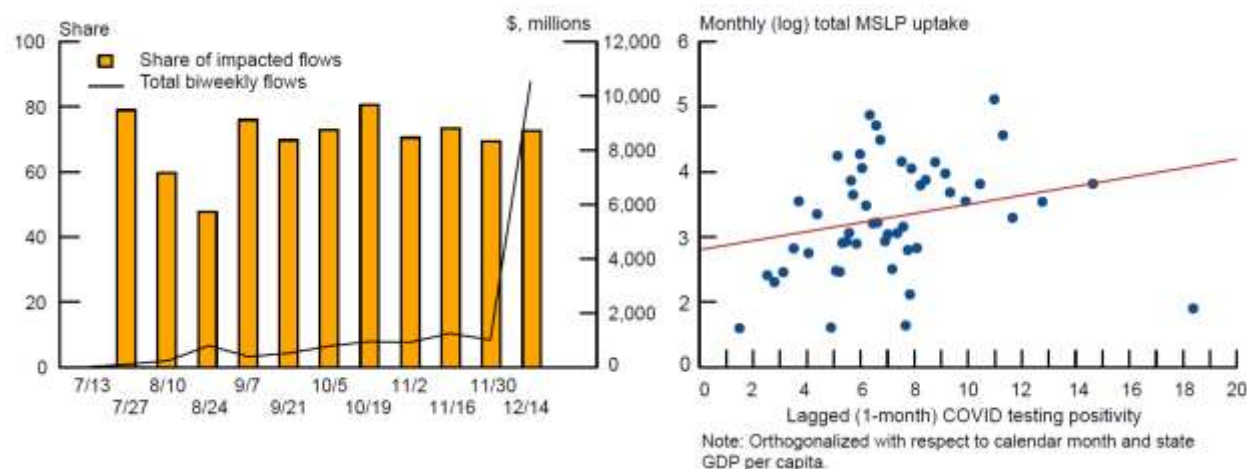 Share
$, millions
100
80
60
40
20
0
12,000
10,000
8,000
6,000
4,000
2,000
0
Share of impacted flows
Total biweekly flows
7/13 8/10 9/7 10/5 11/2 11/30
7/27 8/24 9/21 10/19 11/16 12/14
Monthly (log) total MSLP uptake
6
5
4
3
2
0
0 2 4 6 8 10 12 14 16 18 20
Lagged (1-month) COVID testing positivity
Note: Orthogonalized with respect to calendar month and state
GDP per capita.